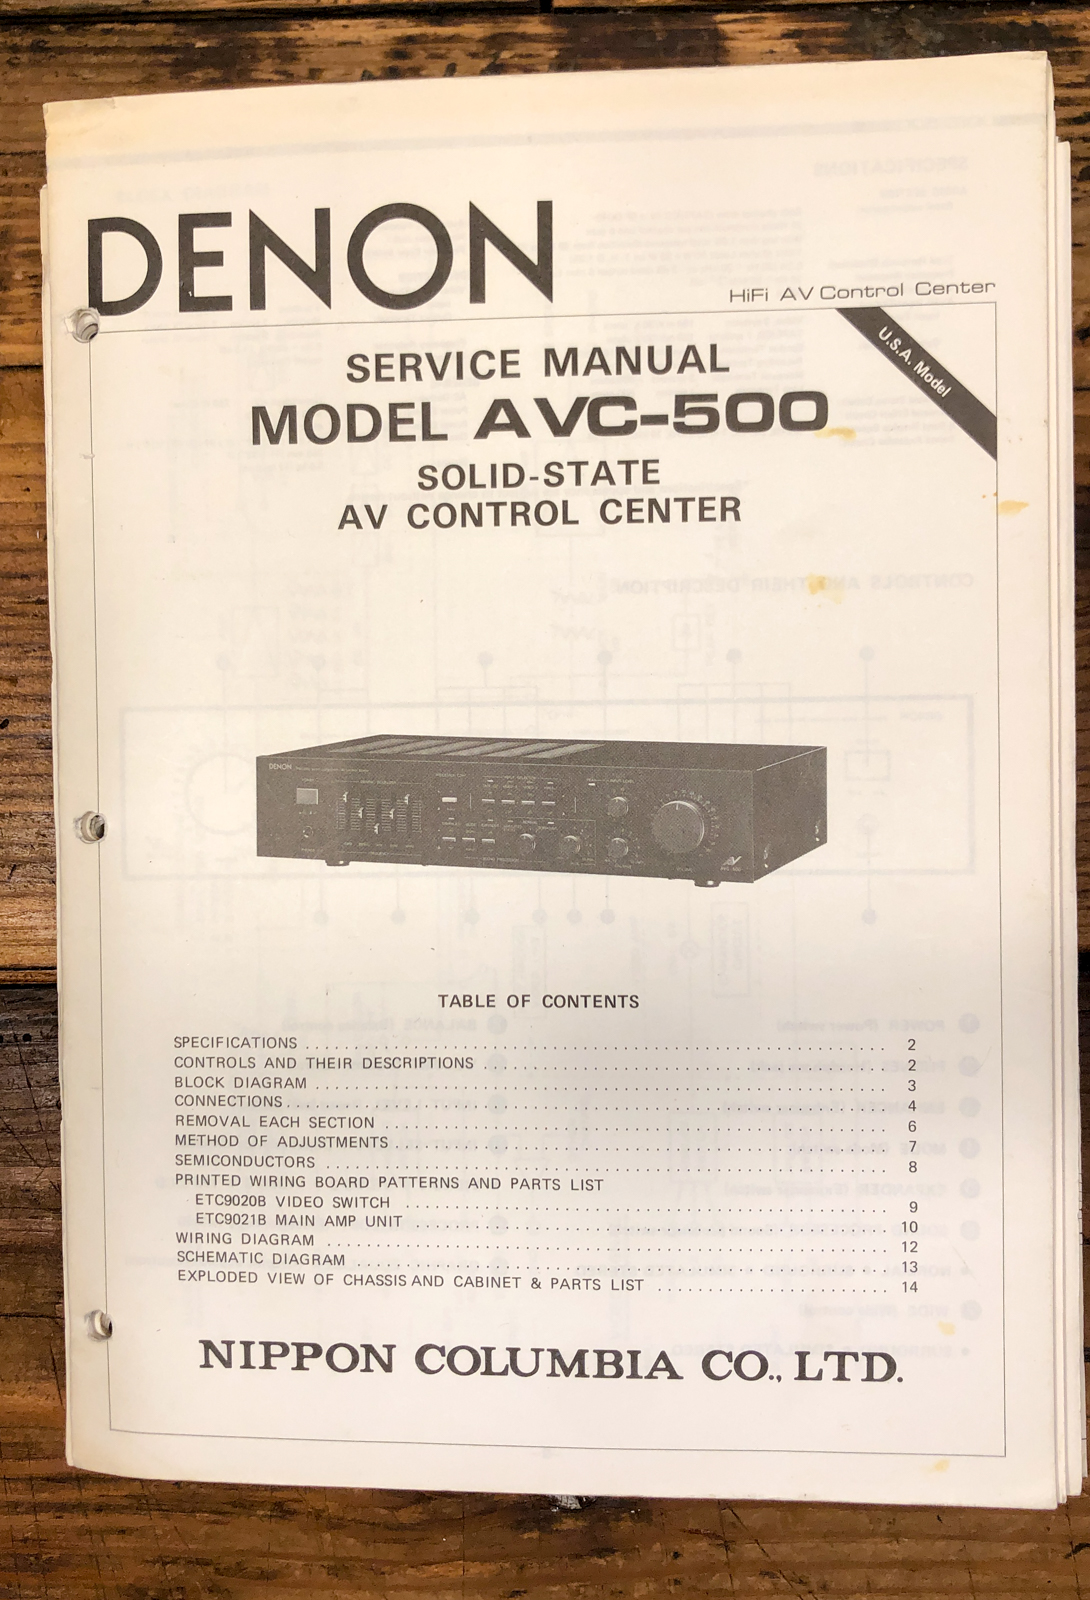 DENON
HiFi AV Control Center
U.S.A. Model
SERVICE MANUAL
MODEL AVC-500
SOLID-STATE
AV CONTROL CENTER
DENON
TABLE OF CONTENTS
SPECIFICATIONS . . . . . . . . . . . . . . . . . . . . 2
CONTROLS AND THEIR DESCRIPTIONS . . . . . . . . . . . . . . . . . . . . 2
BLOCK DIAGRAM . . . . . . . . . . . . . . . . . . . . 3
CONNECTIONS . . . . . . . . . . . . . . . . . . . . 4
REMOVAL EACH SECTION . . . . . . . . . . . . . . . . . . . . 6
METHOD OF ADJUSTMENTS . . . . . . . . . . . . . . . . . . . . 7
SEMICONDUCTORS . . . . . . . . . . . . . . . . . . . . 8
PRINTED WIRING BOARD PATTERNS AND PARTS LIST
ETC9020B VIDEO SWITCH . . . . . . . . . . . . . . . . . . . . 9
ETC9021B MAIN AMP UNIT . . . . . . . . . . . . . . . . . . . . 10
WIRING DIAGRAM . . . . . . . . . . . . . . . . . . . . 12
SCHEMATIC DIAGRAM . . . . . . . . . . . . . . . . . . . . 13
EXPLODED VIEW OF CHASSIS AND CABINET & PARTS LIST . . . . . . . . . . . . . . . . . . . . 14
NIPPON COLUMBIA CO., LTD.